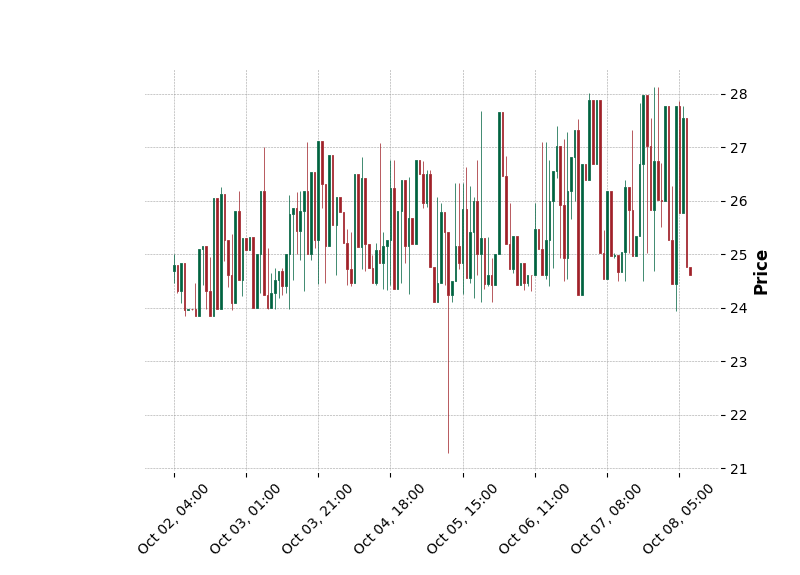 28
27
26
25
24
23
22
21
Price
Oct 02, 04:00
Oct 03, 01:00
Oct 03, 21:00
Oct 04, 18:00
Oct 05, 15:00
Oct 06, 11:00
Oct 07, 08:00
Oct 08, 05:00